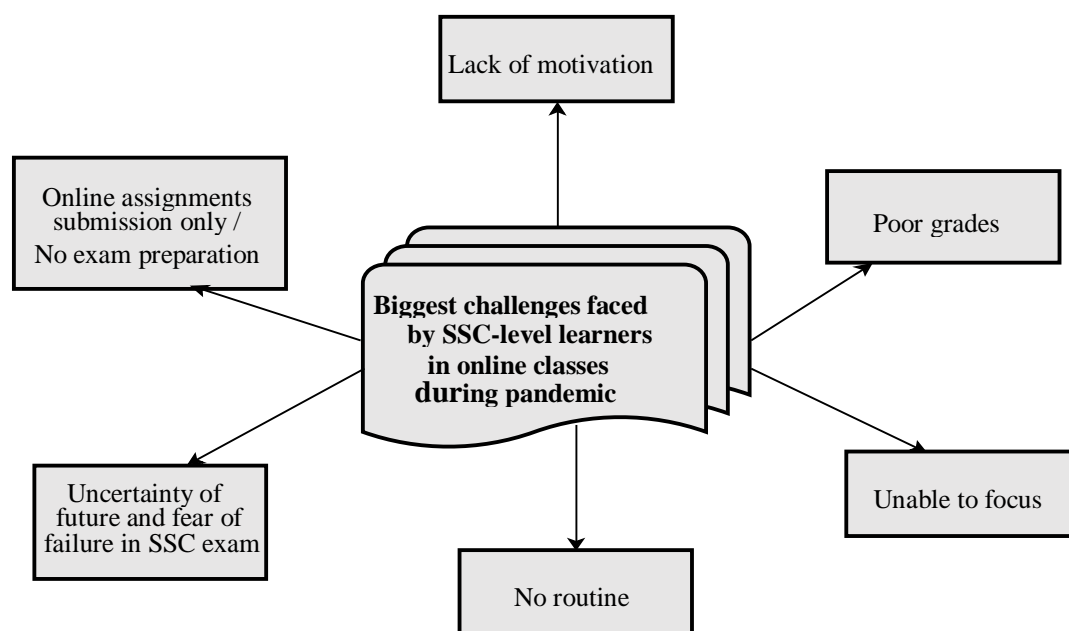 Lack of motivation
Online assignments
submission only /
No exam preparation
Poor grades
Biggest challenges faced
by SSC-level learners
in online classes
during pandemic
Uncertainty of
future and fear of
failure in SSC exam
Unable to focus
No routine